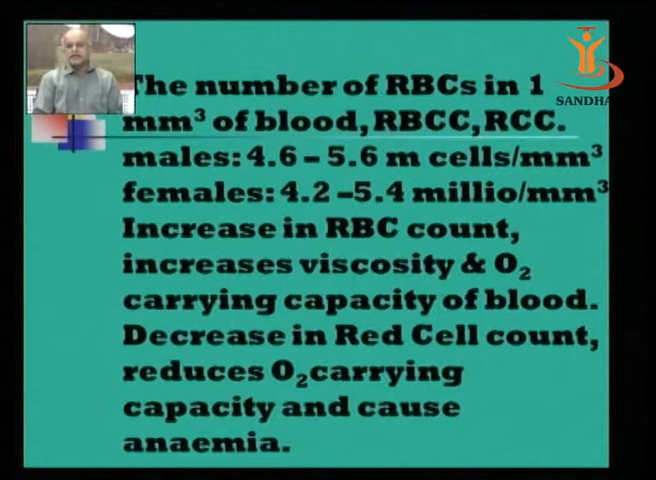 The number of RBCs in 1
mm³ of blood, RBCC, RCC.
males: 4.6 – 5.6 m cells/mm³
females: 4.2 –5.4 millio/mm³
Increase in RBC count,
increases viscosity & O₂
carrying capacity of blood.
Decrease in Red Cell count,
reduces O₂carrying
capacity and cause
anaemia.
SANDHA